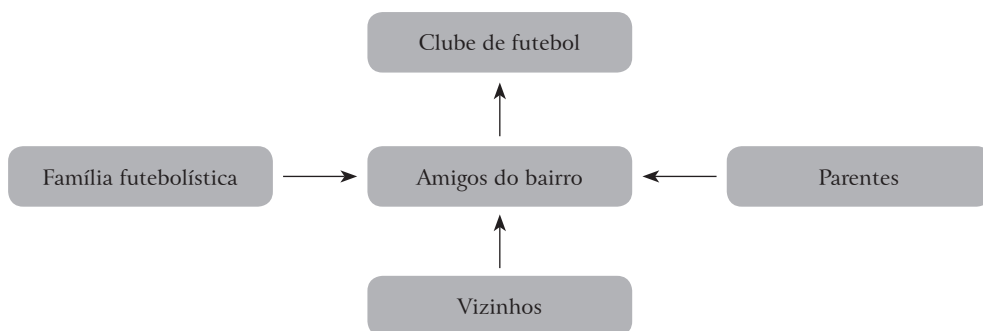 Clube de futebol
Família futebolística
Amigos do bairro
Parentes
Vizinhos